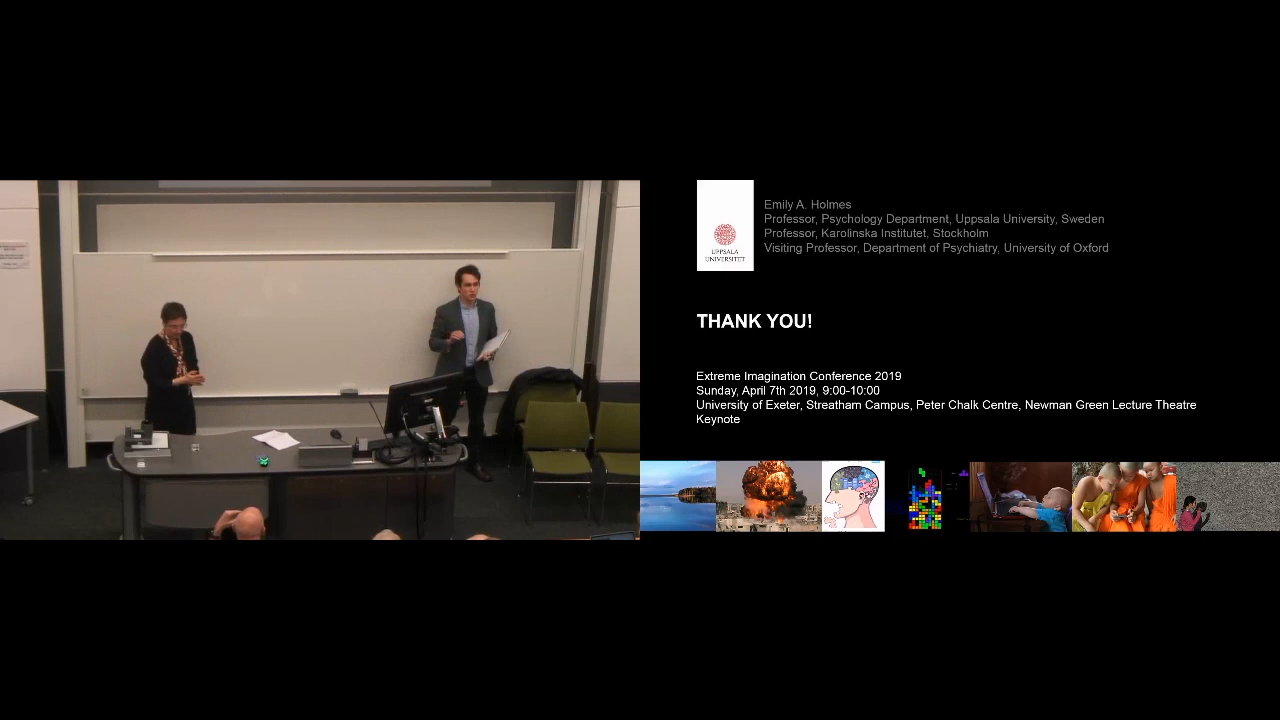 Emily A. Holmes
Professor, Psychology Department, Uppsala University, Sweden
Professor, Karolinska Institutet, Stockholm
Visiting Professor, Department of Psychiatry, University of Oxford
UPPSALA
UNIVERSITET
THANK YOU!
Extreme Imagination Conference 2019
Sunday, April 7th 2019, 9:00-10:00
University of Exeter, Streatham Campus, Peter Chalk Centre, Newman Green Lecture Theatre
Keynote